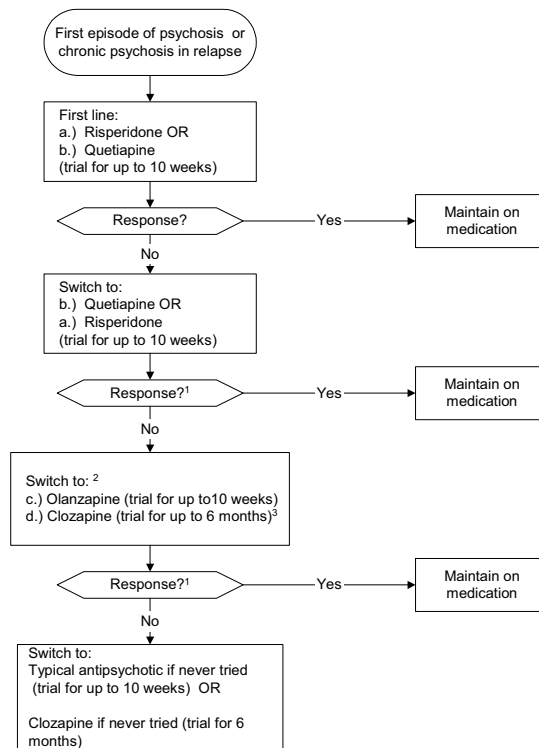 First episode of psychosis or
chronic psychosis in relapse
First line:
a.) Risperidone OR
b.) Quetiapine
(trial for up to 10 weeks)
Response?
Yes
Maintain on
medication
No
Switch to:
b.) Quetiapine OR
a.) Risperidone
(trial for up to 10 weeks)
Response?¹
Yes
Maintain on
medication
No
Switch to: ²
c.) Olanzapine (trial for up to10 weeks)
d.) Clozapine (trial for up to 6 months)³
Response?¹
Yes
Maintain on
medication
No
Switch to:
Typical antipsychotic if never tried
(trial for up to 10 weeks) OR
Clozapine if never tried (trial for 6
months)